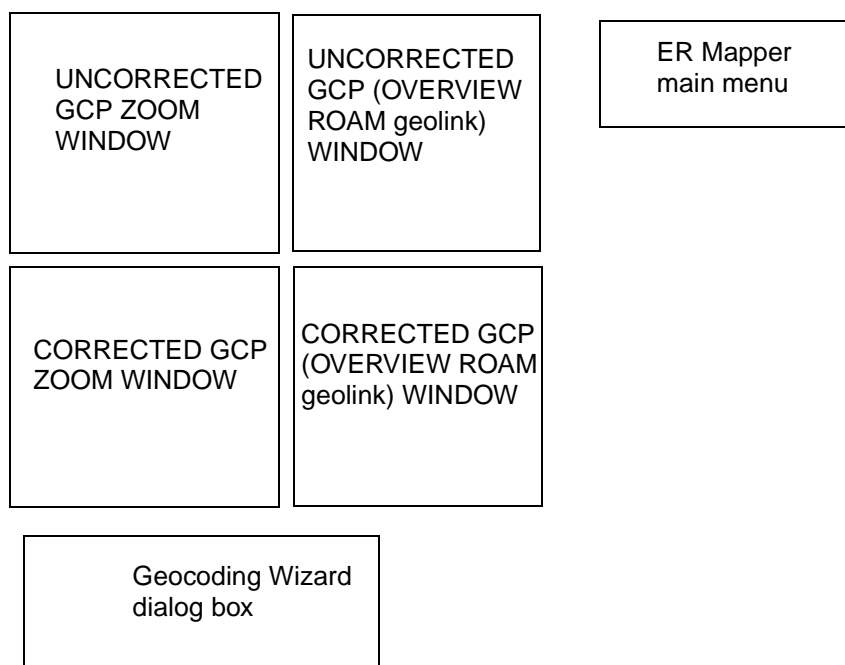 UNCORRECTED
GCP ZOOM
WINDOW
UNCORRECTED
GCP (OVERVIEW
ROAM geolink)
WINDOW
ER Mapper
main menu
CORRECTED GCP
ZOOM WINDOW
CORRECTED GCP
(OVERVIEW ROAM
geolink) WINDOW
Geocoding Wizard
dialog box